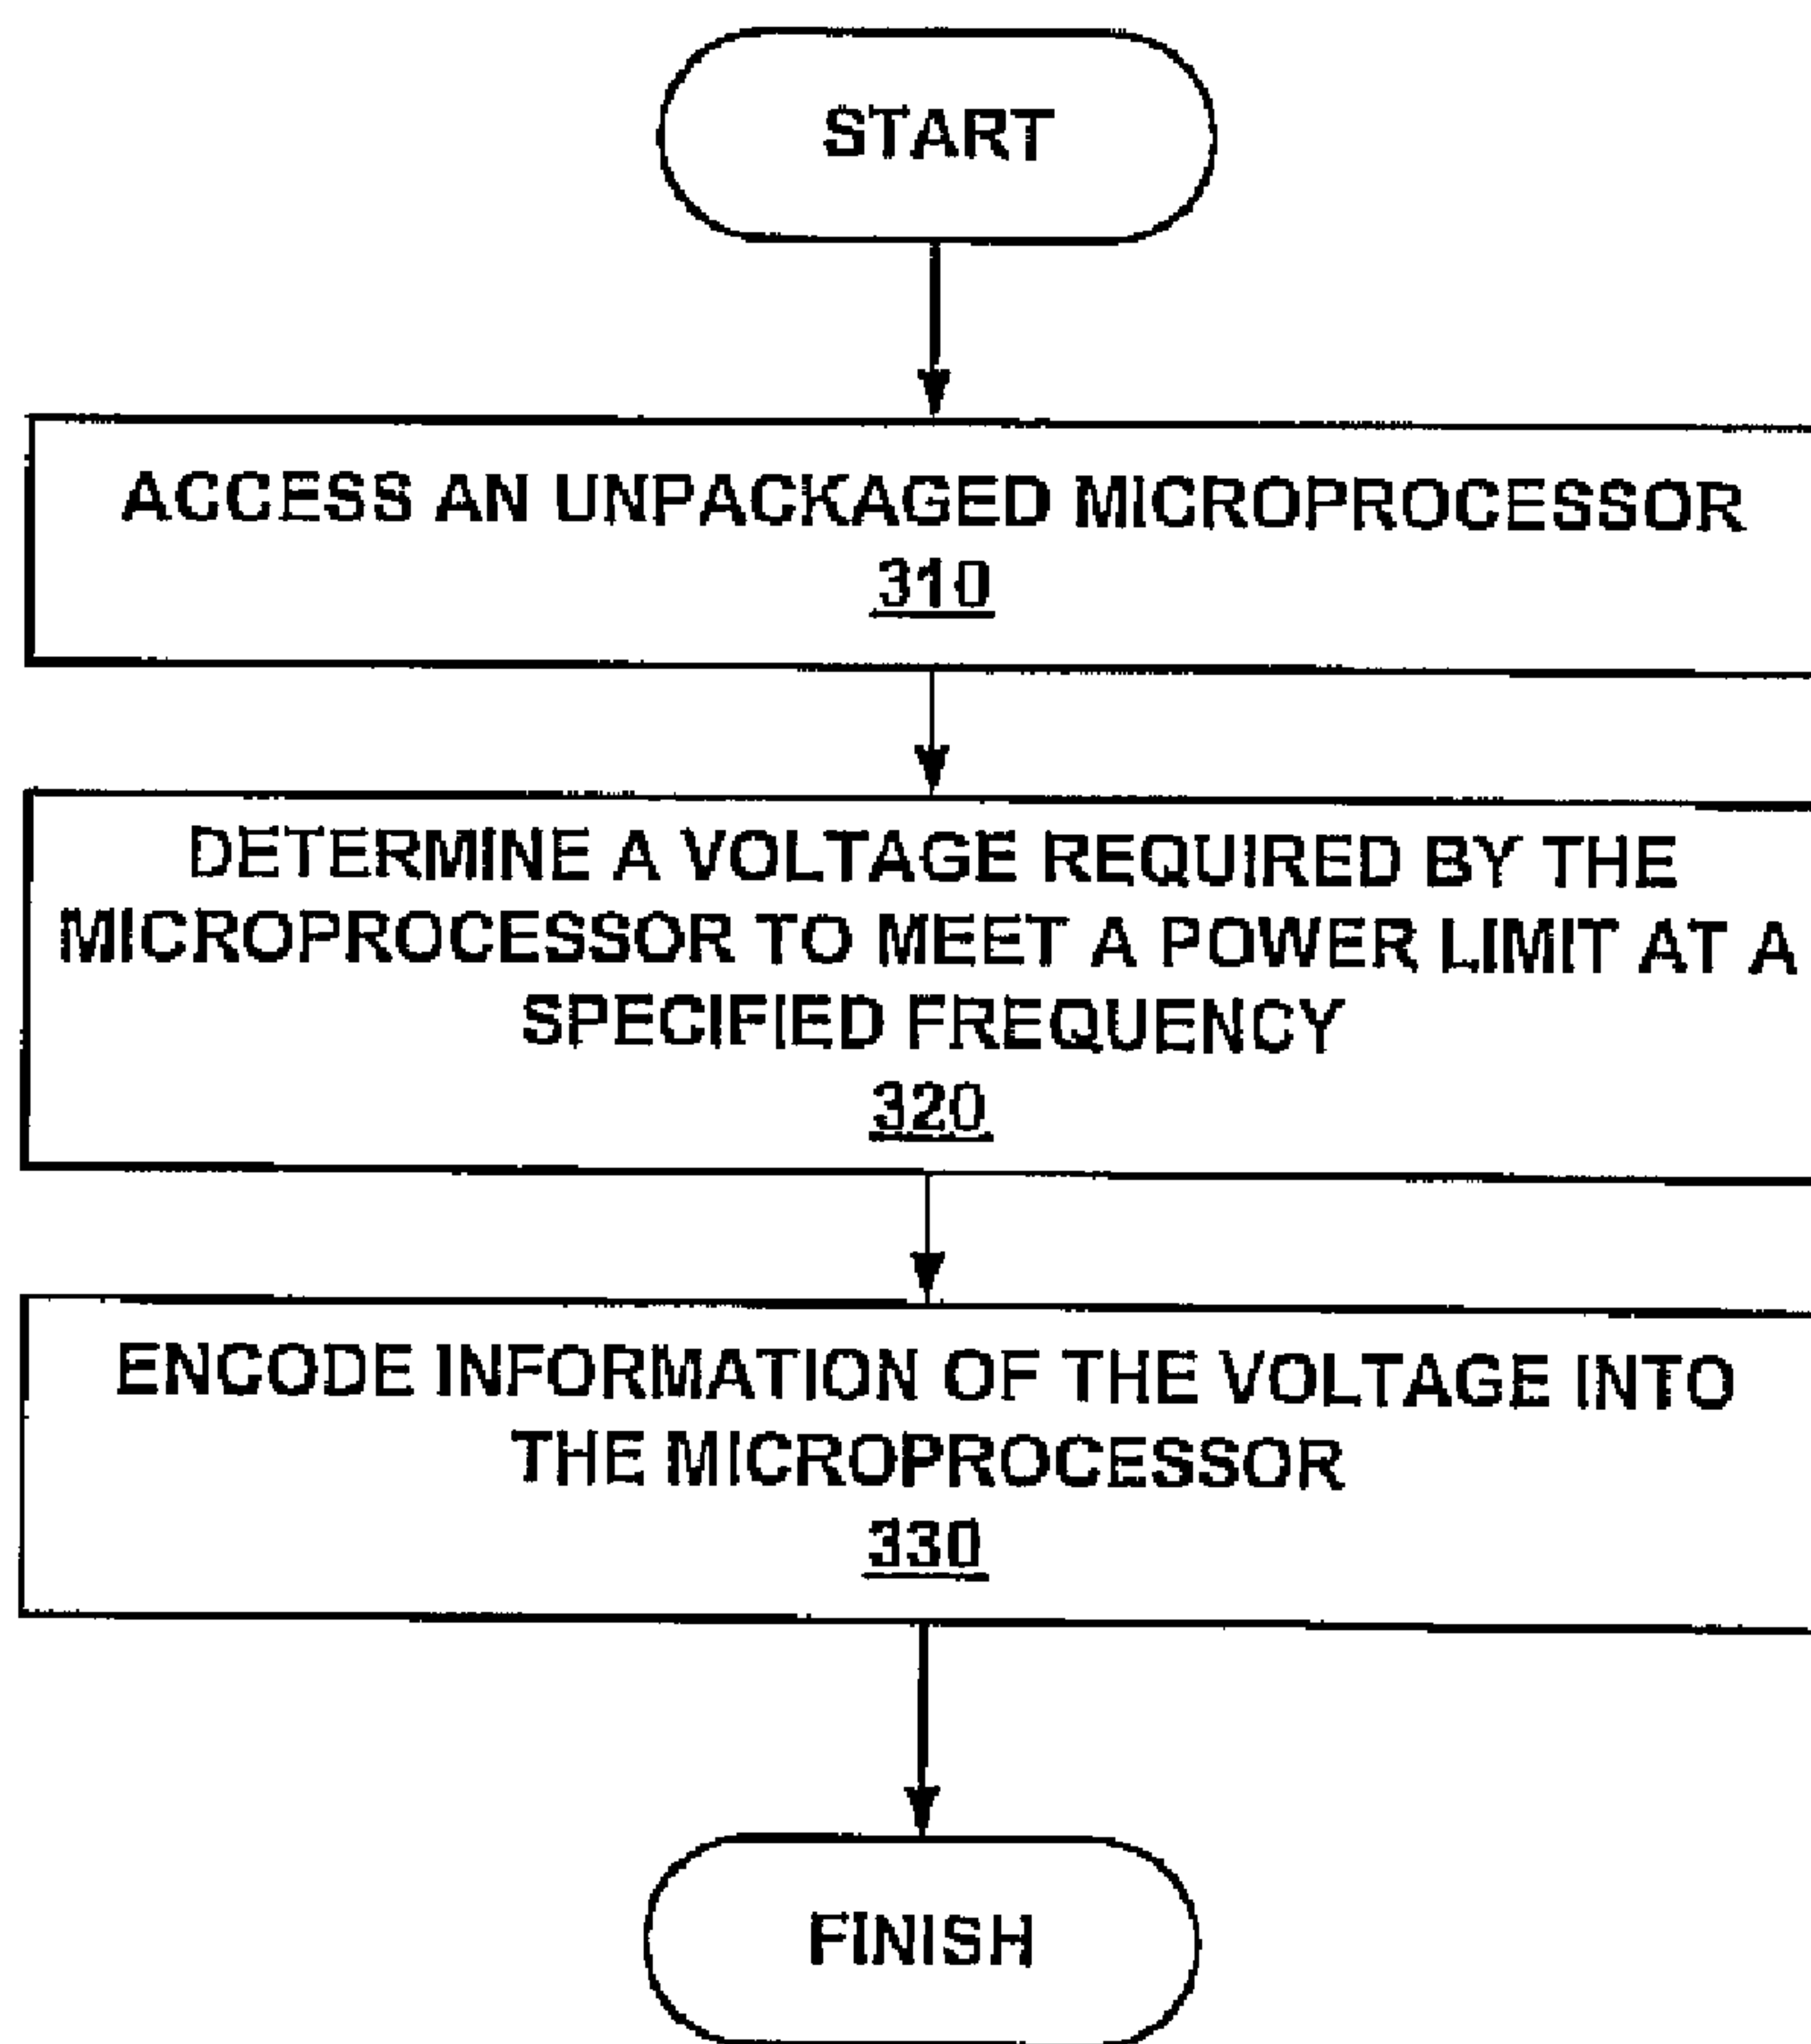 START
ACCESS AN UNPACKAGED MICROPROCESSOR
310
DETERMINE A VOLTAGE REQUIRED BY THE
MICROPROCESSOR TO MEET A POWER LIMIT AT A
SPECIFIED FREQUENCY
320
ENCODE INFORMATION OF THE VOLTAGE INTO
THE MICROPROCESSOR
330
FINISH